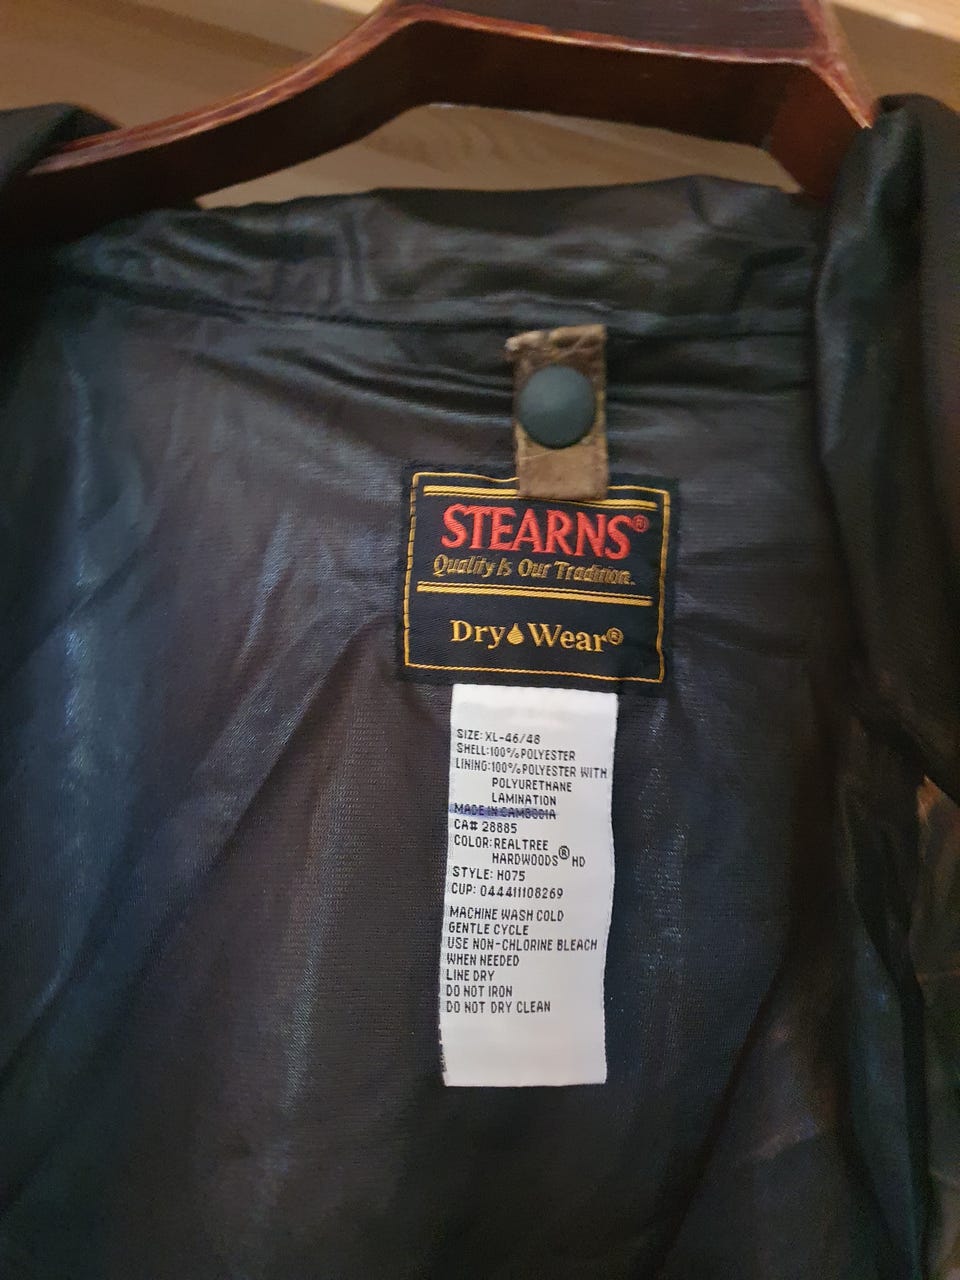 STEARNS®
Quality Is Our Tradition.
Dry Wear®
SIZE: XL-46/48
SHELL:100% POLYESTER
LINING:100% POLYESTER WITH
POLYURETHANE
LAMINATION
MADE IN CAMBODIA
CA# 28885
COLOR:REALTREE
HARDWOODS® HD
STYLE: H075
CUP: 044411108269
MACHINE WASH COLD
GENTLE CYCLE
USE NON-CHLORINE BLEACH
WHEN NEEDED
LINE DRY
DO NOT IRON
DO NOT DRY CLEAN